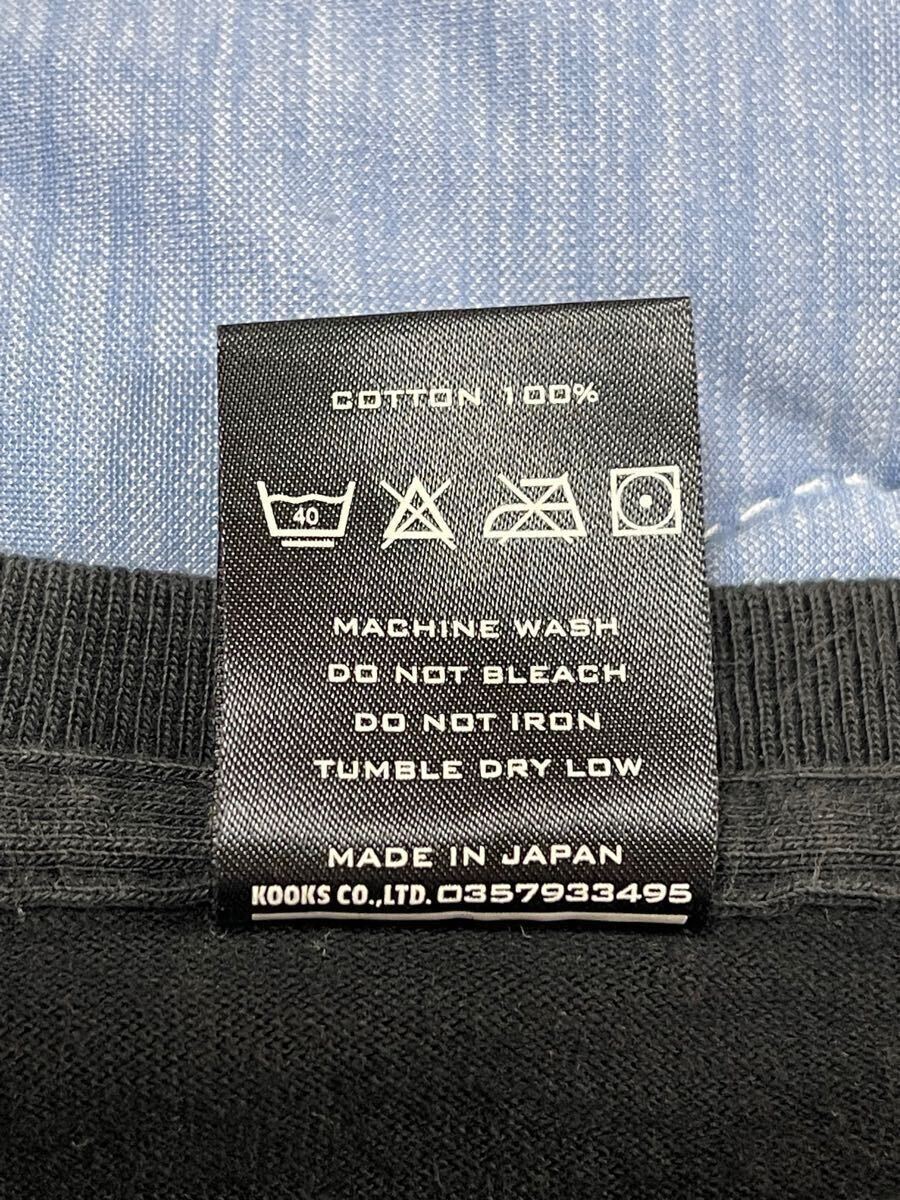 COTTON 100%
40
MACHINE WASH
DO NOT BLEACH
DO NOT IRON
TUMBLE DRY LOW
MADE IN JAPAN
KOOKS CO.,LTD. 0357933495